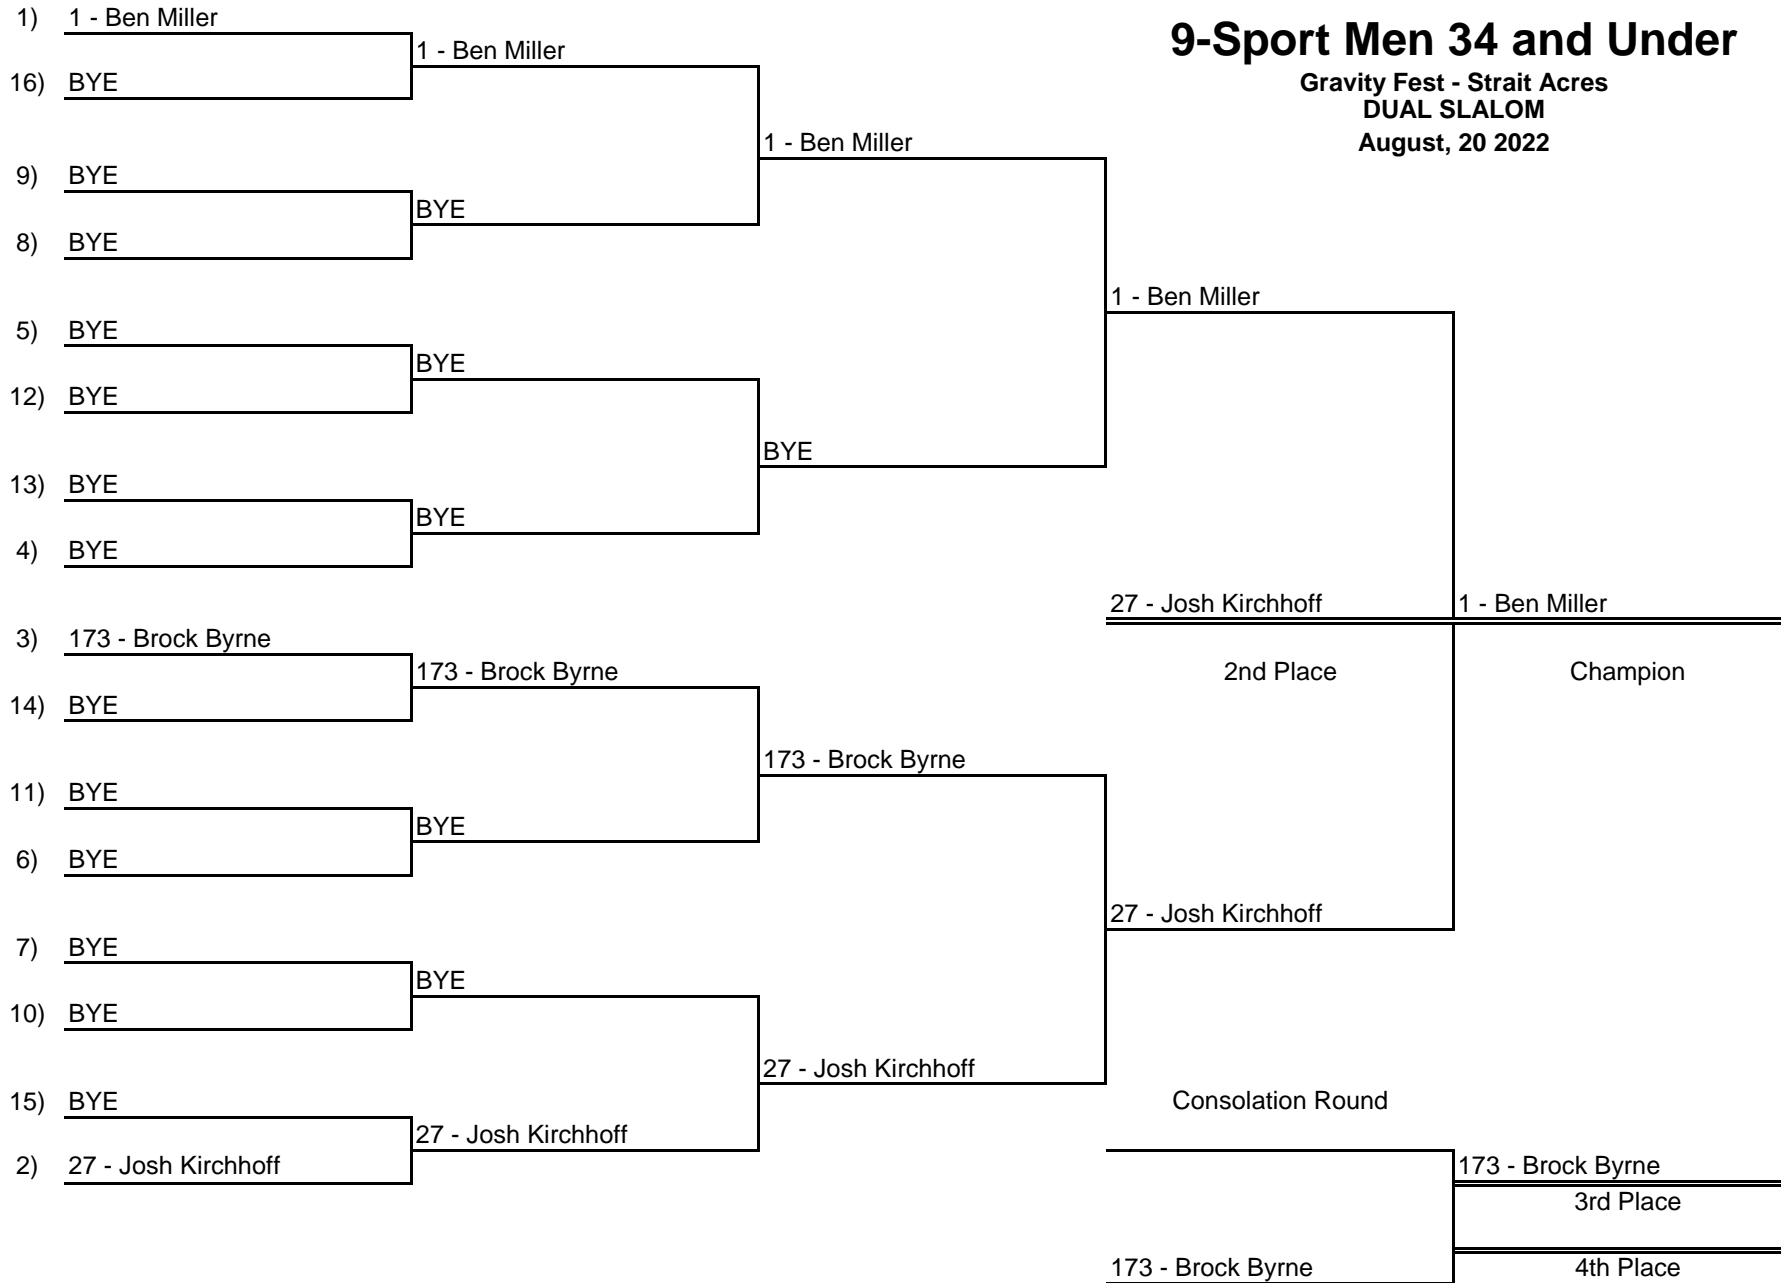 9-Sport Men 34 and Under
Gravity Fest - Strait Acres
DUAL SLALOM
August, 20 2022
1) 1 - Ben Miller
1 - Ben Miller
16) BYE
1 - Ben Miller
9) BYE
BYE
8) BYE
1 - Ben Miller
5) BYE
BYE
12) BYE
BYE
13) BYE
BYE
4) BYE
27 - Josh Kirchhoff
1 - Ben Miller
2nd Place
Champion
3) 173 - Brock Byrne
173 - Brock Byrne
14) BYE
173 - Brock Byrne
11) BYE
BYE
6) BYE
27 - Josh Kirchhoff
7) BYE
BYE
10) BYE
27 - Josh Kirchhoff
15) BYE
27 - Josh Kirchhoff
2) 27 - Josh Kirchhoff
Consolation Round
173 - Brock Byrne
3rd Place
173 - Brock Byrne
4th Place